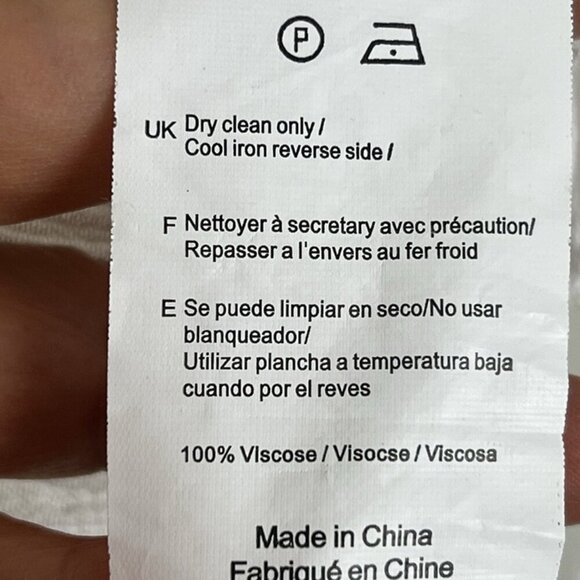 P
UK Dry clean only /
Cool iron reverse side /
F Nettoyer à secretary avec précaution/
Repasser a l'envers au fer froid
E Se puede limpiar en seco/No usar
blanqueador/
Utilizar plancha a temperatura baja
cuando por el reves
100% VIscose / Visocse / Viscosa
Made in China
Fabriqué en Chine